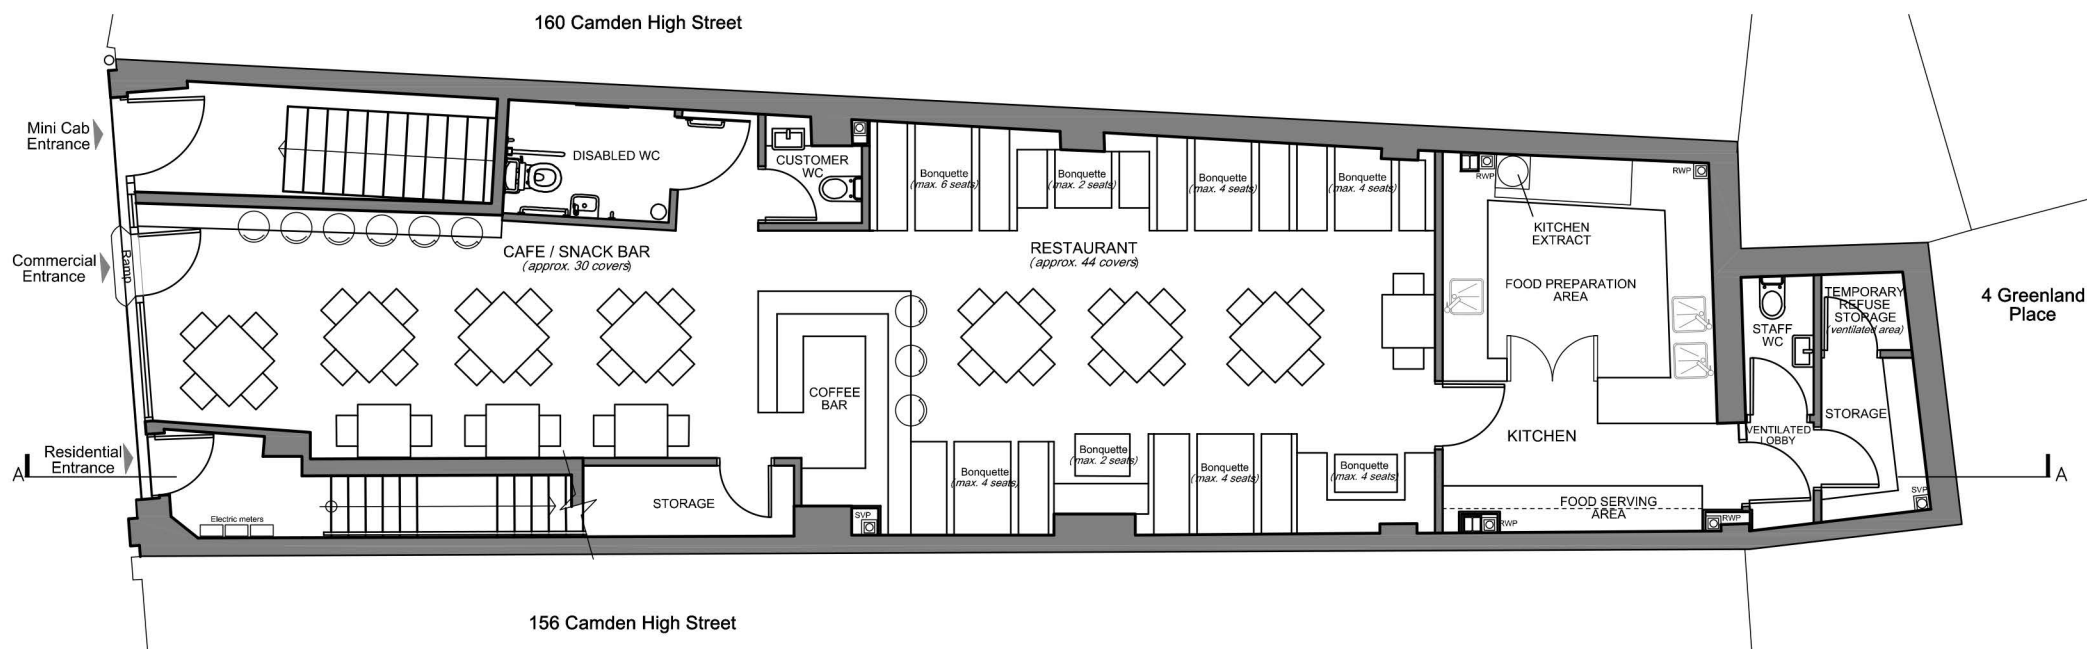 160 Camden High Street
Mini Cab
Entrance
Commercial
Entrance
Ramp
Residential
Entrance
A
Electric meters
DISABLED WC
CUSTOMER
WC
CAFE / SNACK BAR
(approx. 30 covers)
COFFEE
BAR
STORAGE
SVP
Bonquette
(max. 6 seats)
Bonquette
(max. 2 seats)
Bonquette
(max. 4 seats)
Bonquette
(max. 4 seats)
RESTAURANT
(approx. 44 covers)
Bonquette
(max. 4 seats)
Bonquette
(max. 2 seats)
Bonquette
(max. 4 seats)
Bonquette
(max. 4 seats)
RWP
RWP
KITCHEN
EXTRACT
FOOD PREPARATION
AREA
KITCHEN
FOOD SERVING
AREA
RWP
RWP
STAFF
WC
VENTILATED
LOBBY
TEMPORARY
REFUSE
STORAGE
(ventilated area)
STORAGE
SVP
4 Greenland
Place
A
156 Camden High Street